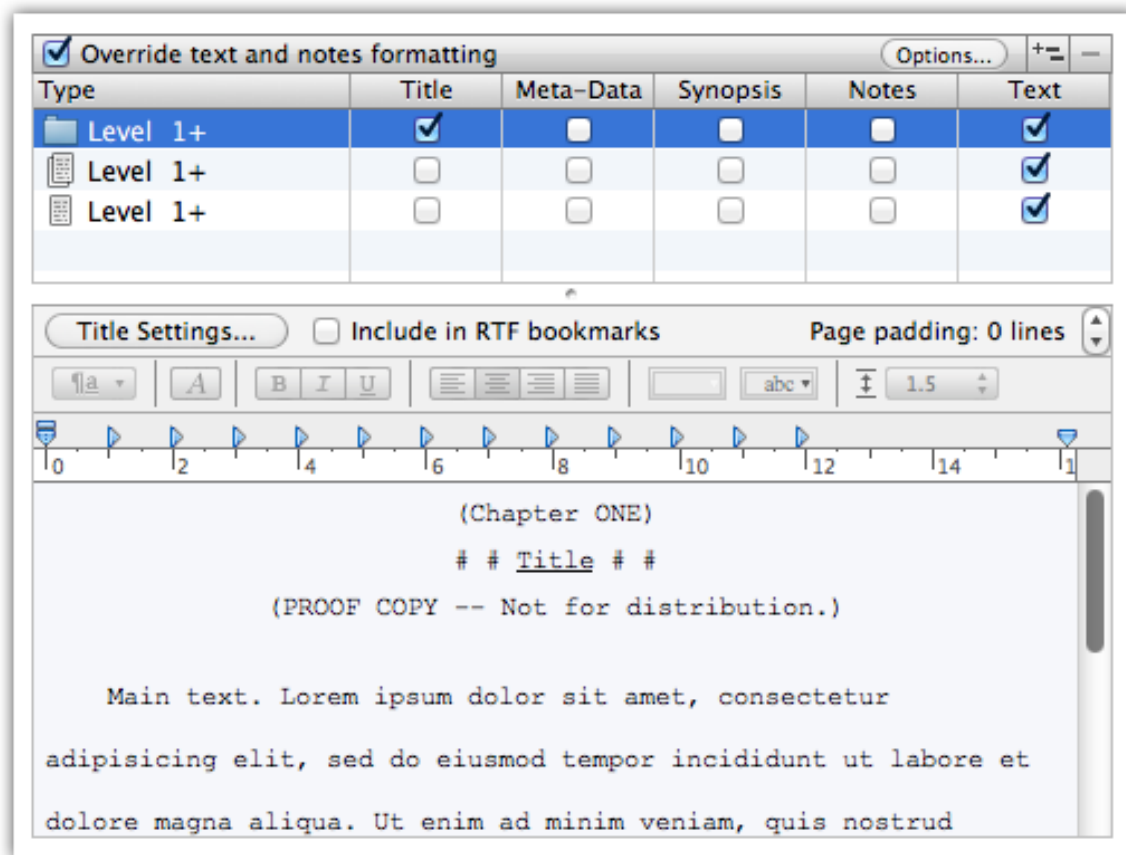 Override text and notes formatting Options...
Type Title Meta-Data Synopsis Notes Text
Level 1+
Level 1+
Level 1+
Title Settings... Include in RTF bookmarks Page padding: 0 lines
¶a A B I U abc 1.5
0 2 4 6 8 10 12 14 1
(Chapter ONE)
# # Title # #
(PROOF COPY -- Not for distribution.)
Main text. Lorem ipsum dolor sit amet, consectetur
adipisicing elit, sed do eiusmod tempor incididunt ut labore et
dolore magna aliqua. Ut enim ad minim veniam, quis nostrud